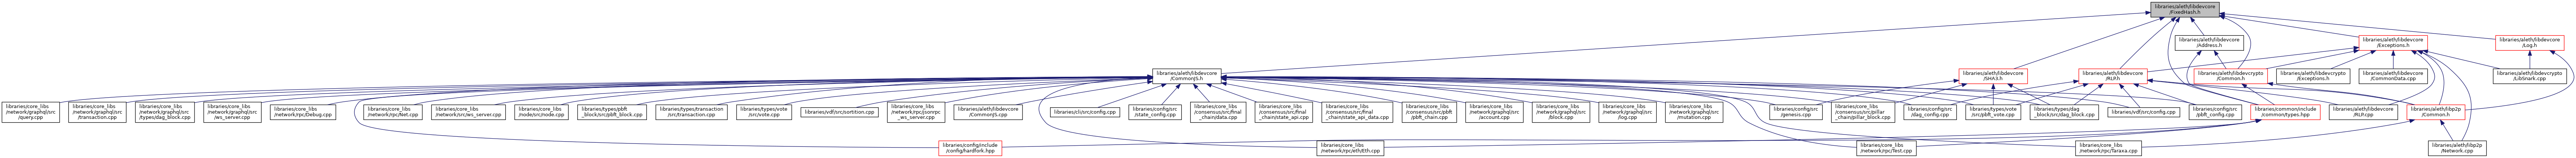 libraries/aleth/libdevcore
/FixedHash.h
libraries/aleth/libdevcore
/Address.h
libraries/aleth/libdevcore
/Exceptions.h
libraries/aleth/libdevcore
/Log.h
libraries/aleth/libdevcore
/CommonJS.h
libraries/aleth/libdevcore
/SHA3.h
libraries/aleth/libdevcore
/RLP.h
libraries/aleth/libdevcrypto
/Common.h
libraries/aleth/libdevcrypto
/Exceptions.h
libraries/aleth/libdevcore
/CommonData.cpp
libraries/aleth/libdevcrypto
/LibSnark.cpp
libraries/core_libs
/network/graphql/src
/query.cpp
libraries/core_libs
/network/graphql/src
/transaction.cpp
libraries/core_libs
/network/graphql/src
/types/dag_block.cpp
libraries/core_libs
/network/graphql/src
/ws_server.cpp
libraries/core_libs
/network/rpc/Debug.cpp
libraries/core_libs
/network/rpc/Net.cpp
libraries/core_libs
/network/src/ws_server.cpp
libraries/core_libs
/node/src/node.cpp
libraries/types/pbft
_block/src/pbft_block.cpp
libraries/types/transaction
/src/transaction.cpp
libraries/types/vote
/src/vote.cpp
libraries/vdf/src/sortition.cpp
libraries/core_libs
/network/rpc/jsonrpc
_ws_server.cpp
libraries/aleth/libdevcore
/CommonJS.cpp
libraries/cli/src/config.cpp
libraries/config/src
/state_config.cpp
libraries/core_libs
/consensus/src/final
_chain/data.cpp
libraries/core_libs
/consensus/src/final
_chain/state_api.cpp
libraries/core_libs
/consensus/src/final
_chain/state_api_data.cpp
libraries/core_libs
/consensus/src/pbft
/pbft_chain.cpp
libraries/core_libs
/network/graphql/src
/account.cpp
libraries/core_libs
/network/graphql/src
/block.cpp
libraries/core_libs
/network/graphql/src
/log.cpp
libraries/core_libs
/network/graphql/src
/mutation.cpp
libraries/config/src
/genesis.cpp
libraries/core_libs
/consensus/src/pillar
_chain/pillar_block.cpp
libraries/config/src
/dag_config.cpp
libraries/types/vote
/src/pbft_vote.cpp
libraries/types/dag
_block/src/dag_block.cpp
libraries/vdf/src/config.cpp
libraries/config/src
/pbft_config.cpp
libraries/common/include
/common/types.hpp
libraries/aleth/libdevcore
/RLP.cpp
libraries/aleth/libp2p
/Common.h
libraries/config/include
/config/hardfork.hpp
libraries/core_libs
/network/rpc/eth/Eth.cpp
libraries/core_libs
/network/rpc/Test.cpp
libraries/core_libs
/network/rpc/Taraxa.cpp
libraries/aleth/libp2p
/Network.cpp